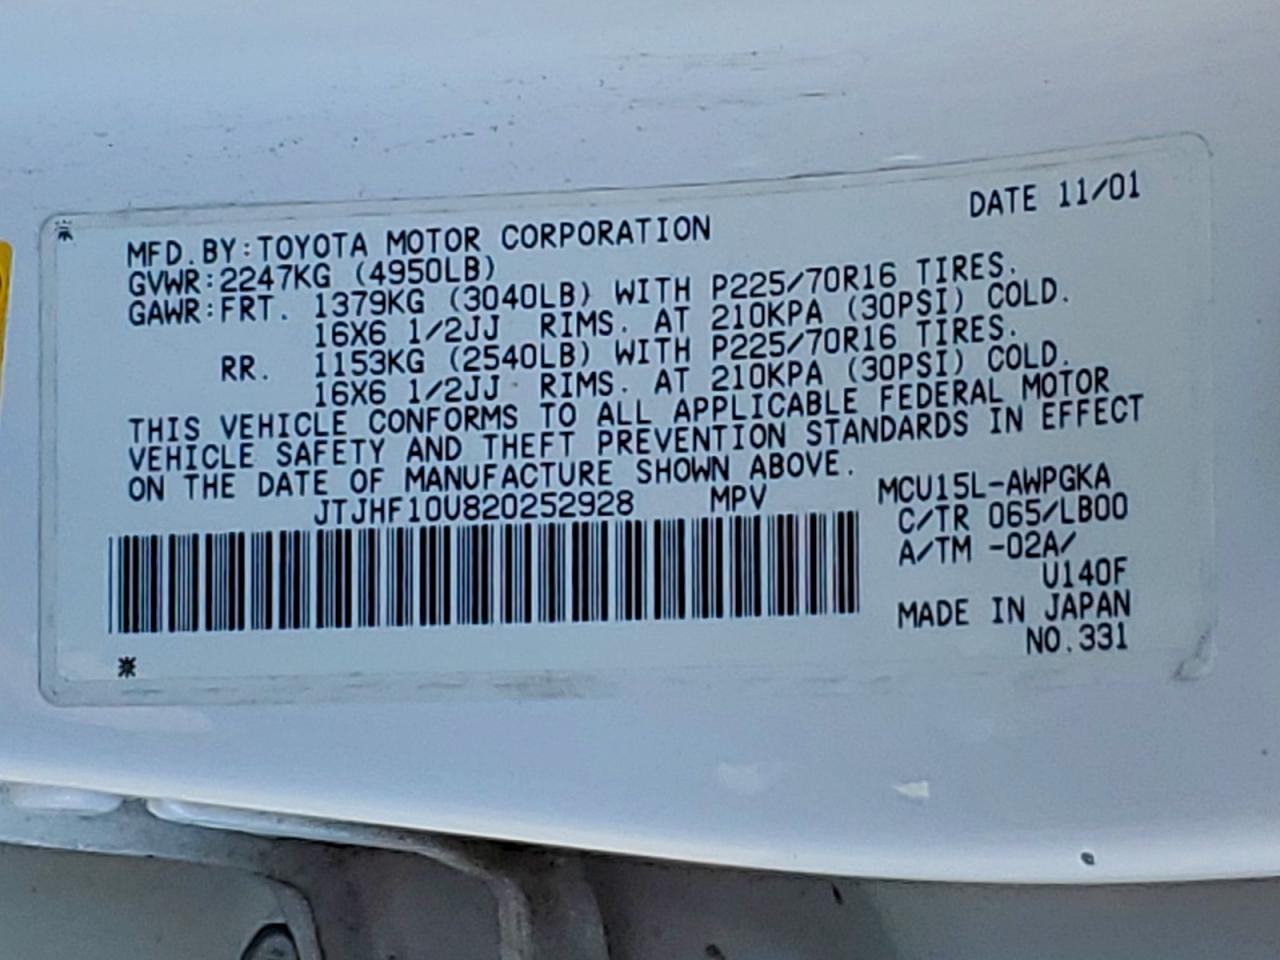 DATE 11/01
MFD.BY:TOYOTA MOTOR CORPORATION
GVWR:2247KG (4950LB)
GAWR:FRT. 1379KG (3040LB) WITH P225/70R16 TIRES.
16X6 1/2JJ RIMS. AT 210KPA (30PSI) COLD.
RR. 1153KG (2540LB) WITH P225/70R16 TIRES.
16X6 1/2JJ RIMS. AT 210KPA (30PSI) COLD.
THIS VEHICLE CONFORMS TO ALL APPLICABLE FEDERAL MOTOR
VEHICLE SAFETY AND THEFT PREVENTION STANDARDS IN EFFECT
ON THE DATE OF MANUFACTURE SHOWN ABOVE.
JTJHF10U820252928 MPV
MCU15L-AWPGKA
C/TR 065/LB00
A/TM -02A/
U140F
MADE IN JAPAN
NO.331